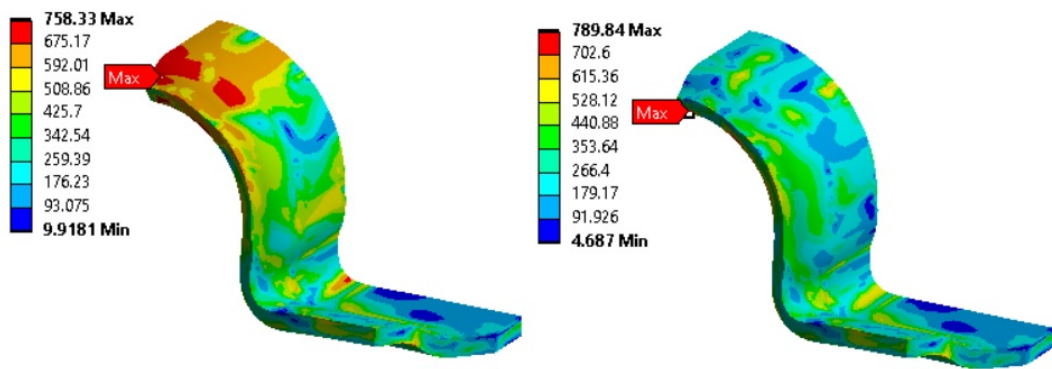 758.33 Max
675.17
592.01
508.86
425.7
342.54
259.39
176.23
93.075
9.9181 Min
Max
789.84 Max
702.6
615.36
528.12
440.88
353.64
266.4
179.17
91.926
4.687 Min
Max